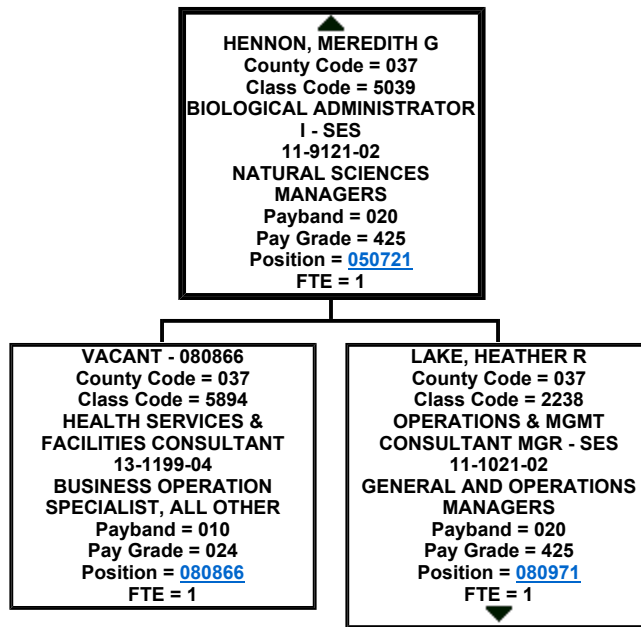 HENNON, MEREDITH G
County Code = 037
Class Code = 5039
BIOLOGICAL ADMINISTRATOR
I - SES
11-9121-02
NATURAL SCIENCES
MANAGERS
Payband = 020
Pay Grade = 425
Position = 050721
FTE = 1
VACANT - 080866
County Code = 037
Class Code = 5894
HEALTH SERVICES &
FACILITIES CONSULTANT
13-1199-04
BUSINESS OPERATION
SPECIALIST, ALL OTHER
Payband = 010
Pay Grade = 024
Position = 080866
FTE = 1
LAKE, HEATHER R
County Code = 037
Class Code = 2238
OPERATIONS & MGMT
CONSULTANT MGR - SES
11-1021-02
GENERAL AND OPERATIONS
MANAGERS
Payband = 020
Pay Grade = 425
Position = 080971
FTE = 1